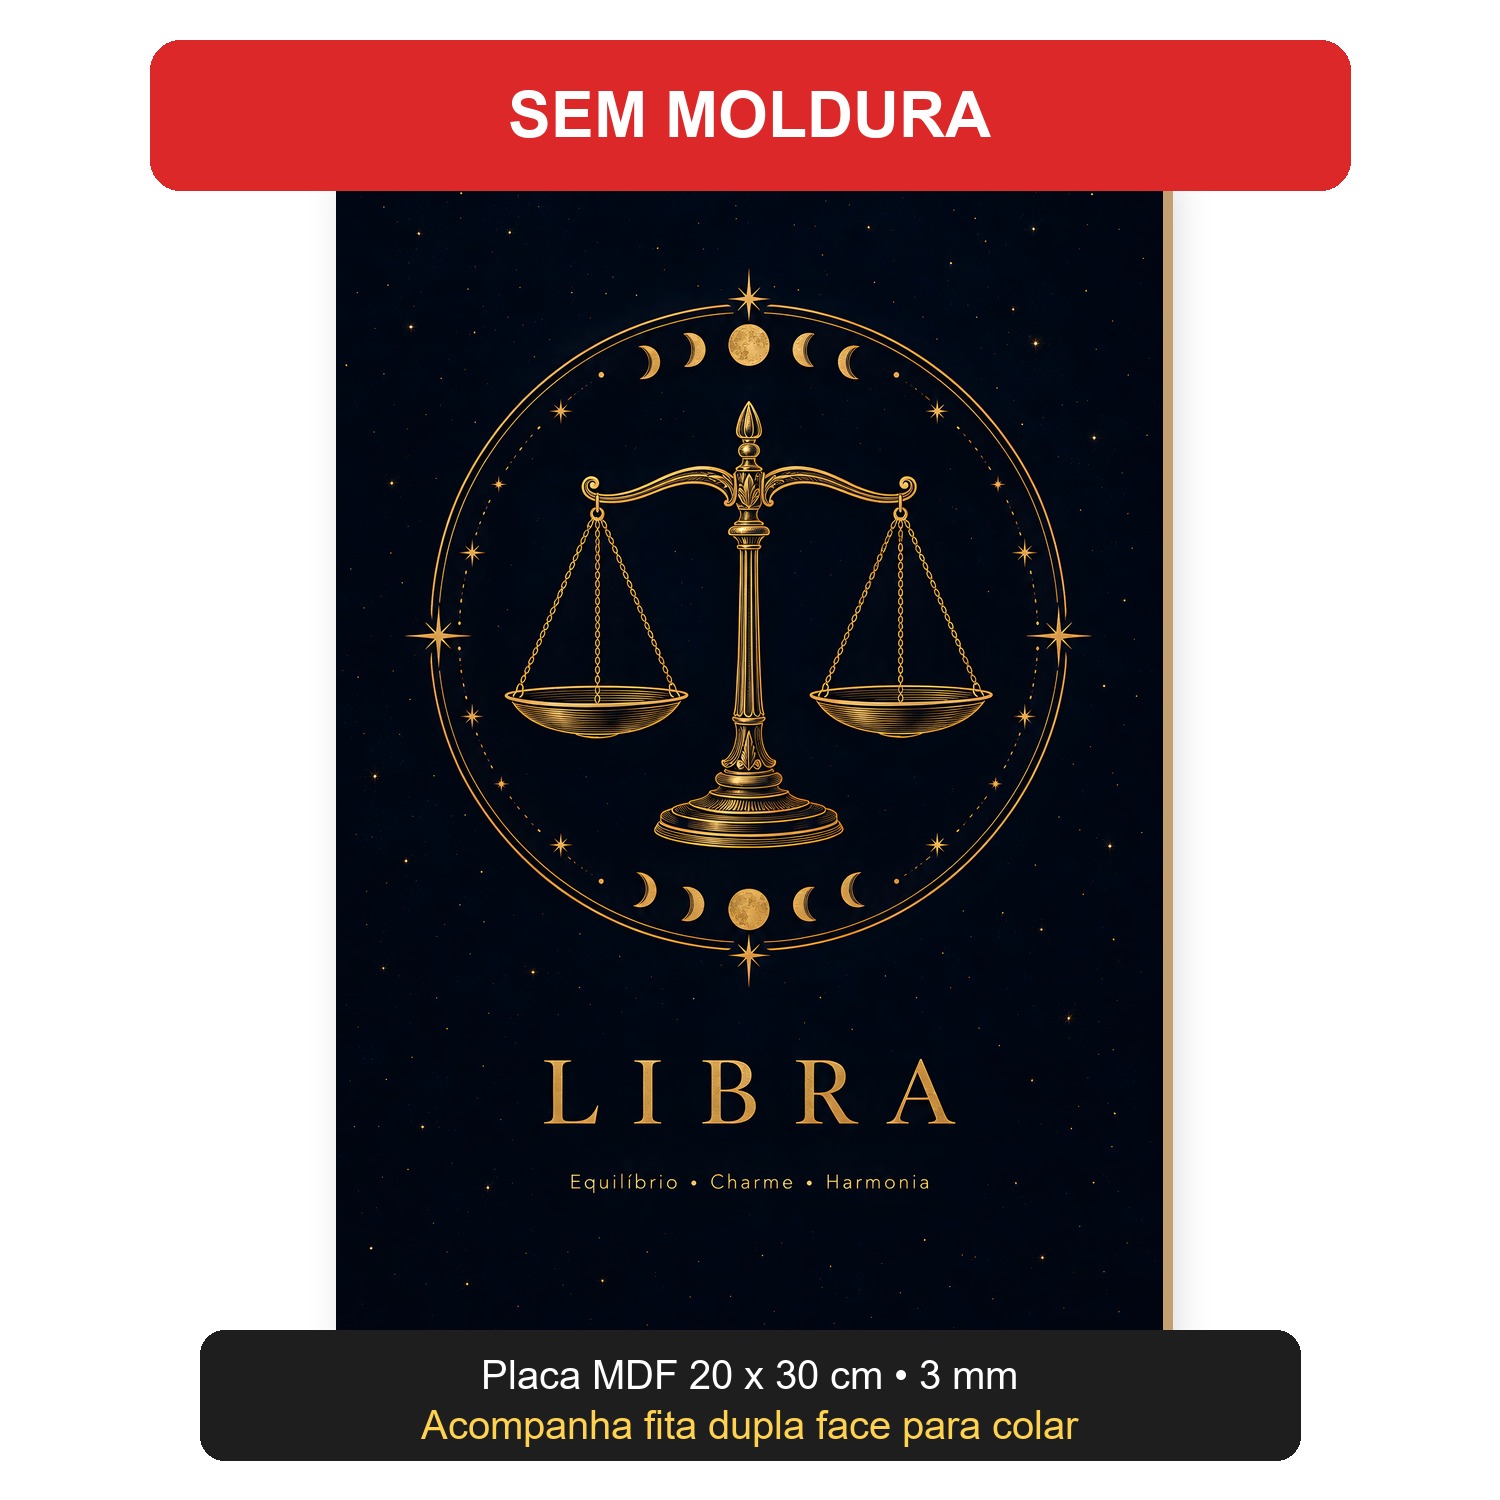 SEM MOLDURA
LIBRA
Equilíbrio • Charme • Harmonia
Placa MDF 20 x 30 cm • 3 mm
Acompanha fita dupla face para colar